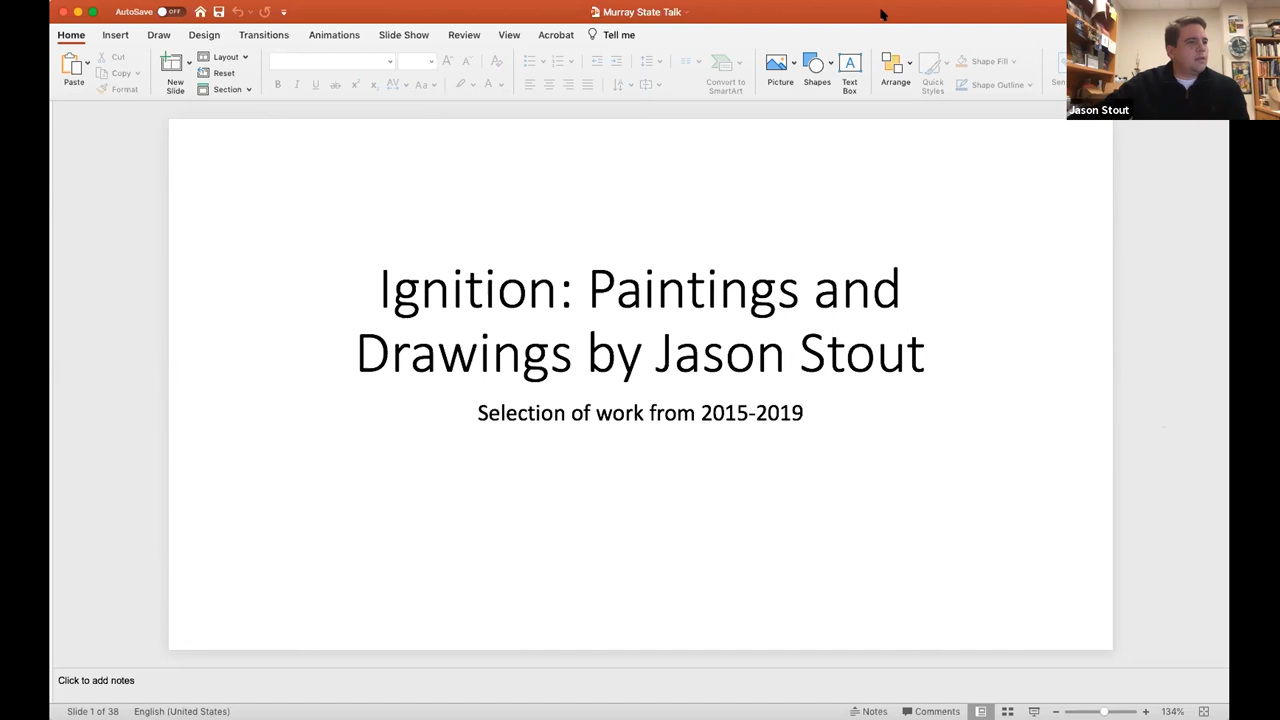 AutoSave OFF
Murray State Talk
Home Insert Draw Design Transitions Animations Slide Show Review View Acrobat Tell me
Paste
Cut
Copy
Format
New Slide
Layout
Reset
Section
B I U ab
Aa
A
Convert to SmartArt
Picture
Shapes
Text Box
Arrange
Quick Styles
Shape Fill
Shape Outline
Jason Stout
Ignition: Paintings and
Drawings by Jason Stout
Selection of work from 2015-2019
Click to add notes
Slide 1 of 38 English (United States) Notes Comments 134%